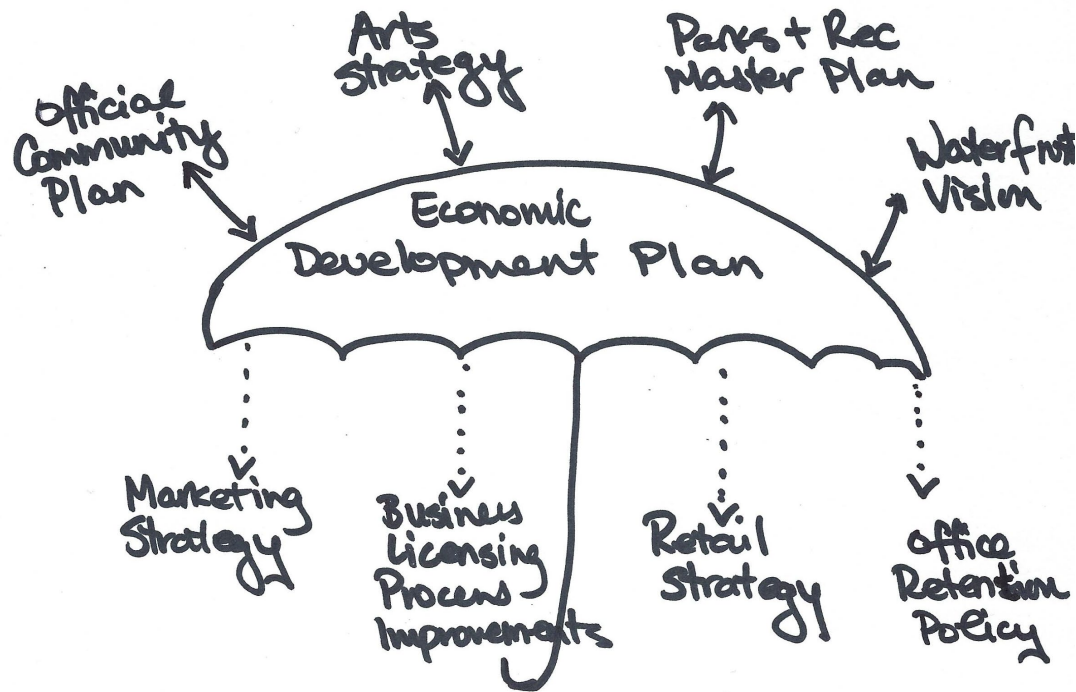 Official
Community
Plan
Arts
Strategy
Parks + Rec
Master Plan
Waterfront
Vision
Economic
Development Plan
Marketing
Strategy
Business
Licensing
Process
Improvements
Retail
Strategy
Office
Retention
Policy